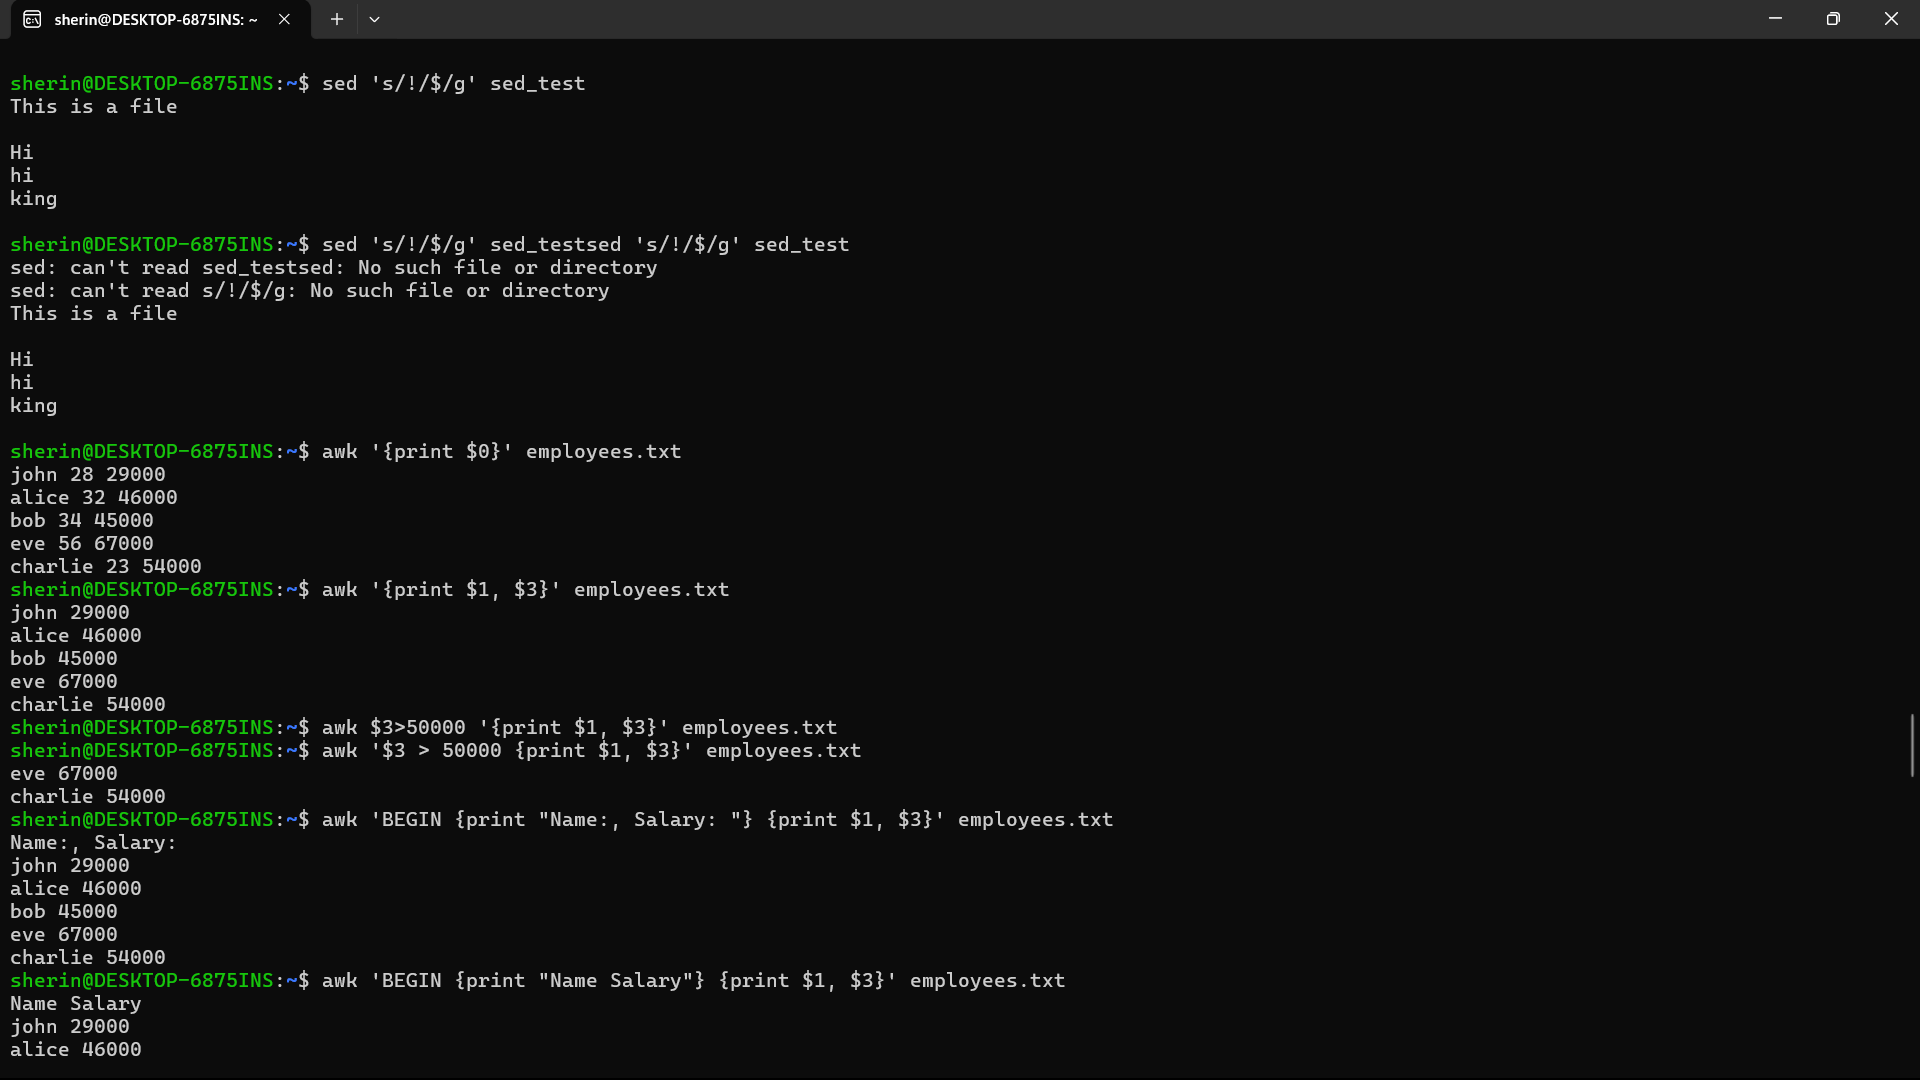 sherin@DESKTOP-6875INS: ~
sherin@DESKTOP-6875INS:~$ sed 's/!/$/g' sed_test
This is a file
Hi
hi
king
sherin@DESKTOP-6875INS:~$ sed 's/!/$/g' sed_testsed 's/!/$/g' sed_test
sed: can't read sed_testsed: No such file or directory
sed: can't read s/!/$/g: No such file or directory
This is a file
Hi
hi
king
sherin@DESKTOP-6875INS:~$ awk '{print $0}' employees.txt
john 28 29000
alice 32 46000
bob 34 45000
eve 56 67000
charlie 23 54000
sherin@DESKTOP-6875INS:~$ awk '{print $1, $3}' employees.txt
john 29000
alice 46000
bob 45000
eve 67000
charlie 54000
sherin@DESKTOP-6875INS:~$ awk $3>50000 '{print $1, $3}' employees.txt
sherin@DESKTOP-6875INS:~$ awk '$3 > 50000 {print $1, $3}' employees.txt
eve 67000
charlie 54000
sherin@DESKTOP-6875INS:~$ awk 'BEGIN {print "Name:, Salary: "} {print $1, $3}' employees.txt
Name:, Salary:
john 29000
alice 46000
bob 45000
eve 67000
charlie 54000
sherin@DESKTOP-6875INS:~$ awk 'BEGIN {print "Name Salary"} {print $1, $3}' employees.txt
Name Salary
john 29000
alice 46000